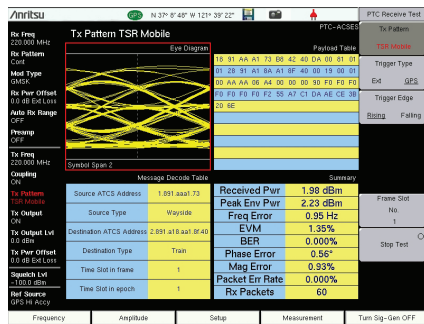 Anritsu
GPS
N 37° 8' 48" W 121° 39' 22"
PTC-ACSES
PTC Receive Test
Rx Freq
220.000 MHz
Rx Pattern
Cont
Mod Type
GMSK
Rx Pwr Offset
0.0 dB Ext Loss
Auto Rx Range
OFF
Preamp
OFF
Tx Freq
220.000 MHz
Coupling
ON
Tx Pattern
TSR Mobile
Tx Output
ON
Tx Output Lvl
0.0 dBm
Tx Pwr Offset
0.0 dB Ext Loss
Squelch Lvl
-100.0 dBm
Ref Source
GPS Hi Accy
Tx Pattern TSR Mobile
Eye Diagram
Symbol Span 2
Payload Table
18 91 AA A1 73 B8 42 40 DA 00 81 01
01 28 91 A1 8A A1 8F 40 00 19 00 01
00 AA AA AA 06 A4 00 00 90 F0 F0 F0
F0 F0 F0 F0 F2 55 A7 C1 DA AE CE 3B
20 6E
Message Decode Table
Source ATCS Address 1.891.aaa1.73
Source Type Wayside
Destination ATCS Address 2.891.a18.aa1.8f.40
Destination Type Train
Time Slot in frame 1
Time Slot in epoch 1
Summary
Received Pwr 1.98 dBm
Peak Env Pwr 2.23 dBm
Freq Error 0.95 Hz
EVM 1.35%
BER 0.000%
Phase Error 0.56°
Mag Error 0.93%
Packet Err Rate 0.000%
Rx Packets 60
Tx Pattern
TSR Mobile
Trigger Type
Ext GPS
Trigger Edge
Rising Falling
Frame Slot
No.
1
Stop Test
Frequency
Amplitude
Setup
Measurement
Turn Sig-Gen OFF